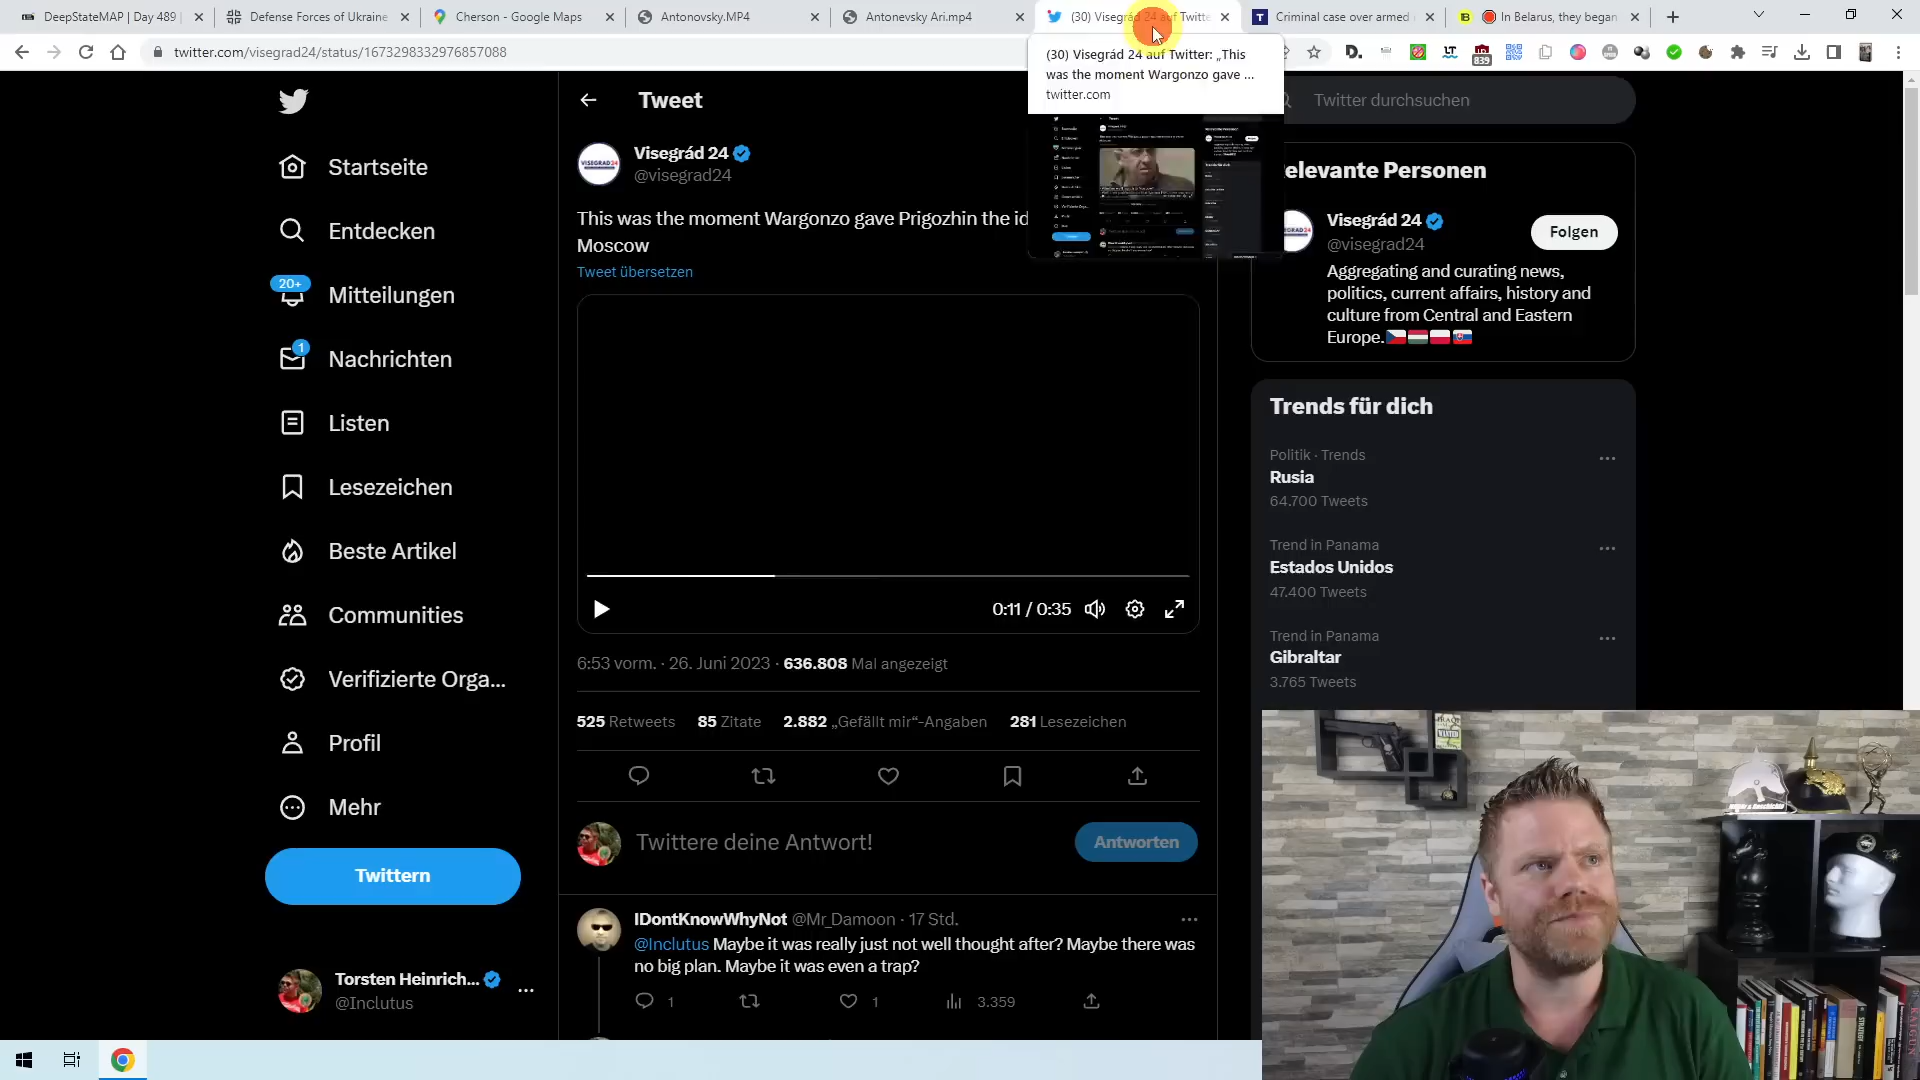 DeepStateMAP | Day 489
Defense Forces of Ukraine
Cherson - Google Maps
Antonovsky.MP4
Antonevsky Ari.mp4
(30) Visegrád 24 auf Twitte
Criminal case over armed
In Belarus, they began
twitter.com/visegrad24/status/1673298332976857088
839
(30) Visegrád 24 auf Twitter: „This
was the moment Wargonzo gave ...
twitter.com
Startseite
Entdecken
20+
Mitteilungen
1
Nachrichten
Listen
Lesezeichen
Beste Artikel
Communities
Verifizierte Orga...
Profil
Mehr
Twittern
Torsten Heinrich...
@Inclutus
Tweet
VISEGRAD24
Visegrád 24
@visegrad24
This was the moment Wargonzo gave Prigozhin the id
Moscow
Tweet übersetzen
0:11 / 0:35
6:53 vorm. · 26. Juni 2023 · 636.808 Mal angezeigt
525 Retweets 85 Zitate 2.882 „Gefällt mir“-Angaben 281 Lesezeichen
Twittere deine Antwort!
Antworten
IDontKnowWhyNot @Mr_Damoon · 17 Std.
@Inclutus Maybe it was really just not well thought after? Maybe there was
no big plan. Maybe it was even a trap?
1 1 3.359
Twitter durchsuchen
elevante Personen
Visegrád 24
@visegrad24
Folgen
Aggregating and curating news,
politics, current affairs, history and
culture from Central and Eastern
Europe.
Trends für dich
Politik · Trends
Rusia
64.700 Tweets
Trend in Panama
Estados Unidos
47.400 Tweets
Trend in Panama
Gibraltar
3.765 Tweets